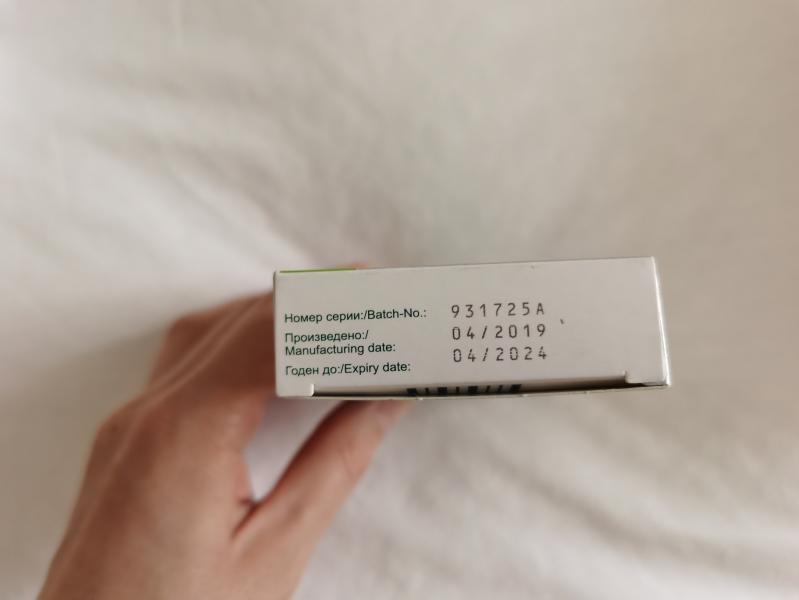 Номер серии:/Batch-No.: 931725A
Произведено:/
Manufacturing date: 04/2019
Годен до:/Expiry date: 04/2024